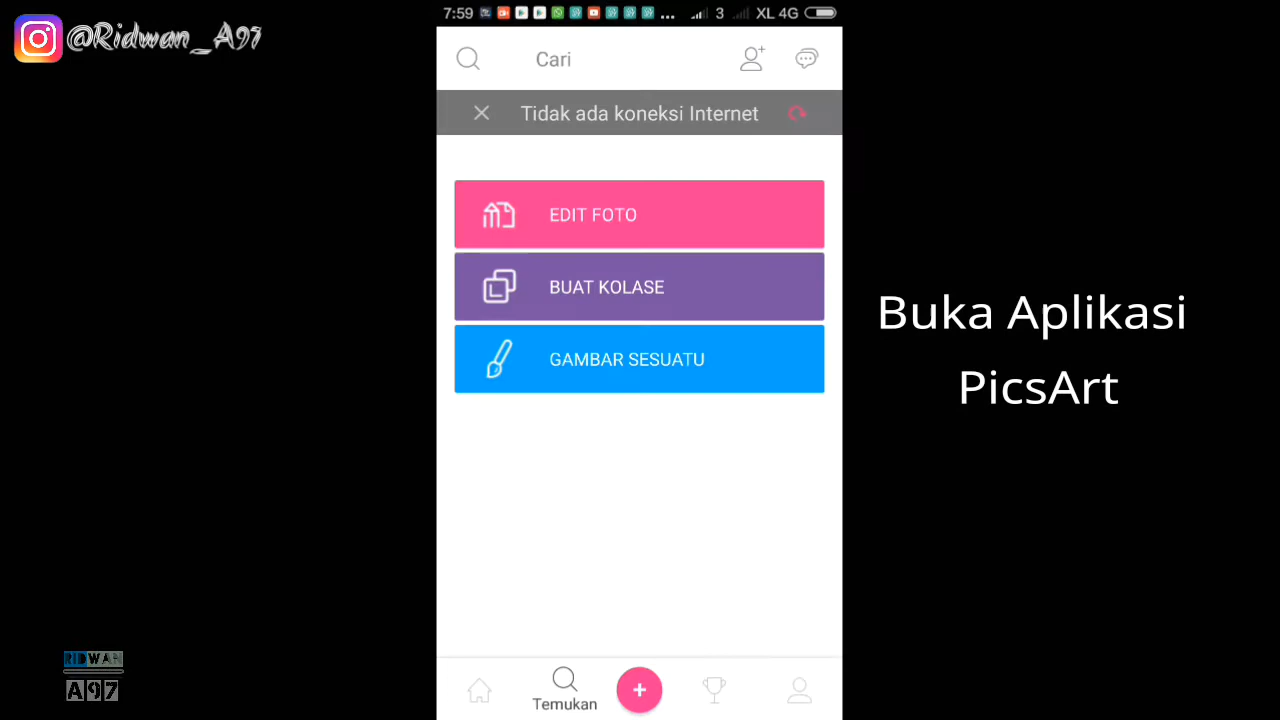 @Ridwan_A97
7:59
... 3 XL 4G
Cari
Tidak ada koneksi Internet
EDIT FOTO
BUAT KOLASE
GAMBAR SESUATU
Buka Aplikasi
PicsArt
RIDWAN
A97
Temukan